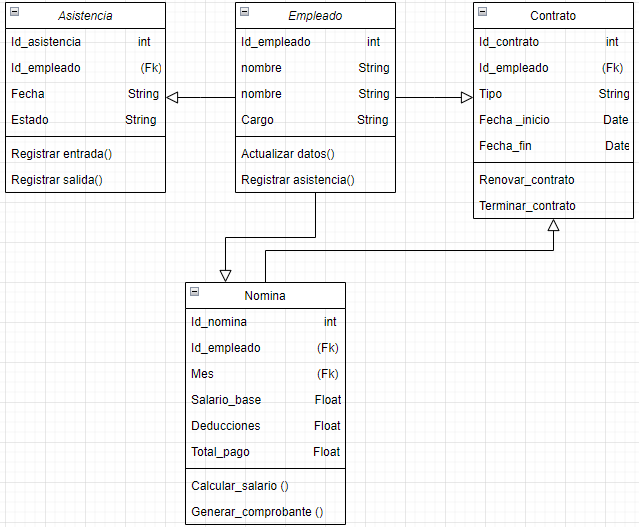 Asistencia
Id_asistencia int
Id_empleado (Fk)
Fecha String
Estado String
Registrar entrada()
Registrar salida()
Empleado
Id_empleado int
nombre String
nombre String
Cargo String
Actualizar datos()
Registrar asistencia()
Contrato
Id_contrato int
Id_empleado (Fk)
Tipo String
Fecha _inicio Date
Fecha_fin Date
Renovar_contrato
Terminar_contrato
Nomina
Id_nomina int
Id_empleado (Fk)
Mes (Fk)
Salario_base Float
Deducciones Float
Total_pago Float
Calcular_salario ()
Generar_comprobante ()